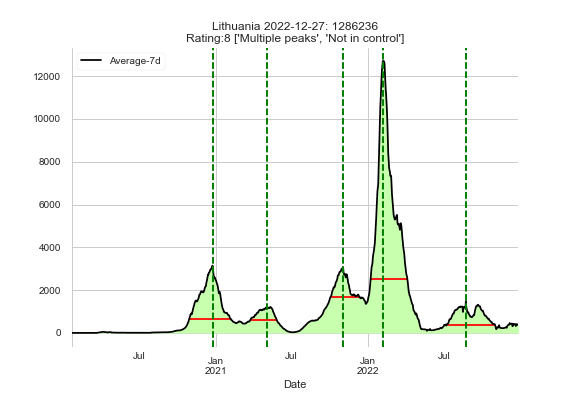 Lithuania 2022-12-27: 1286236
Rating:8 ['Multiple peaks', 'Not in control']
Average-7d
12000
10000
8000
6000
4000
2000
0
Jul
Jan
2021
Jul
Jan
2022
Jul
Date